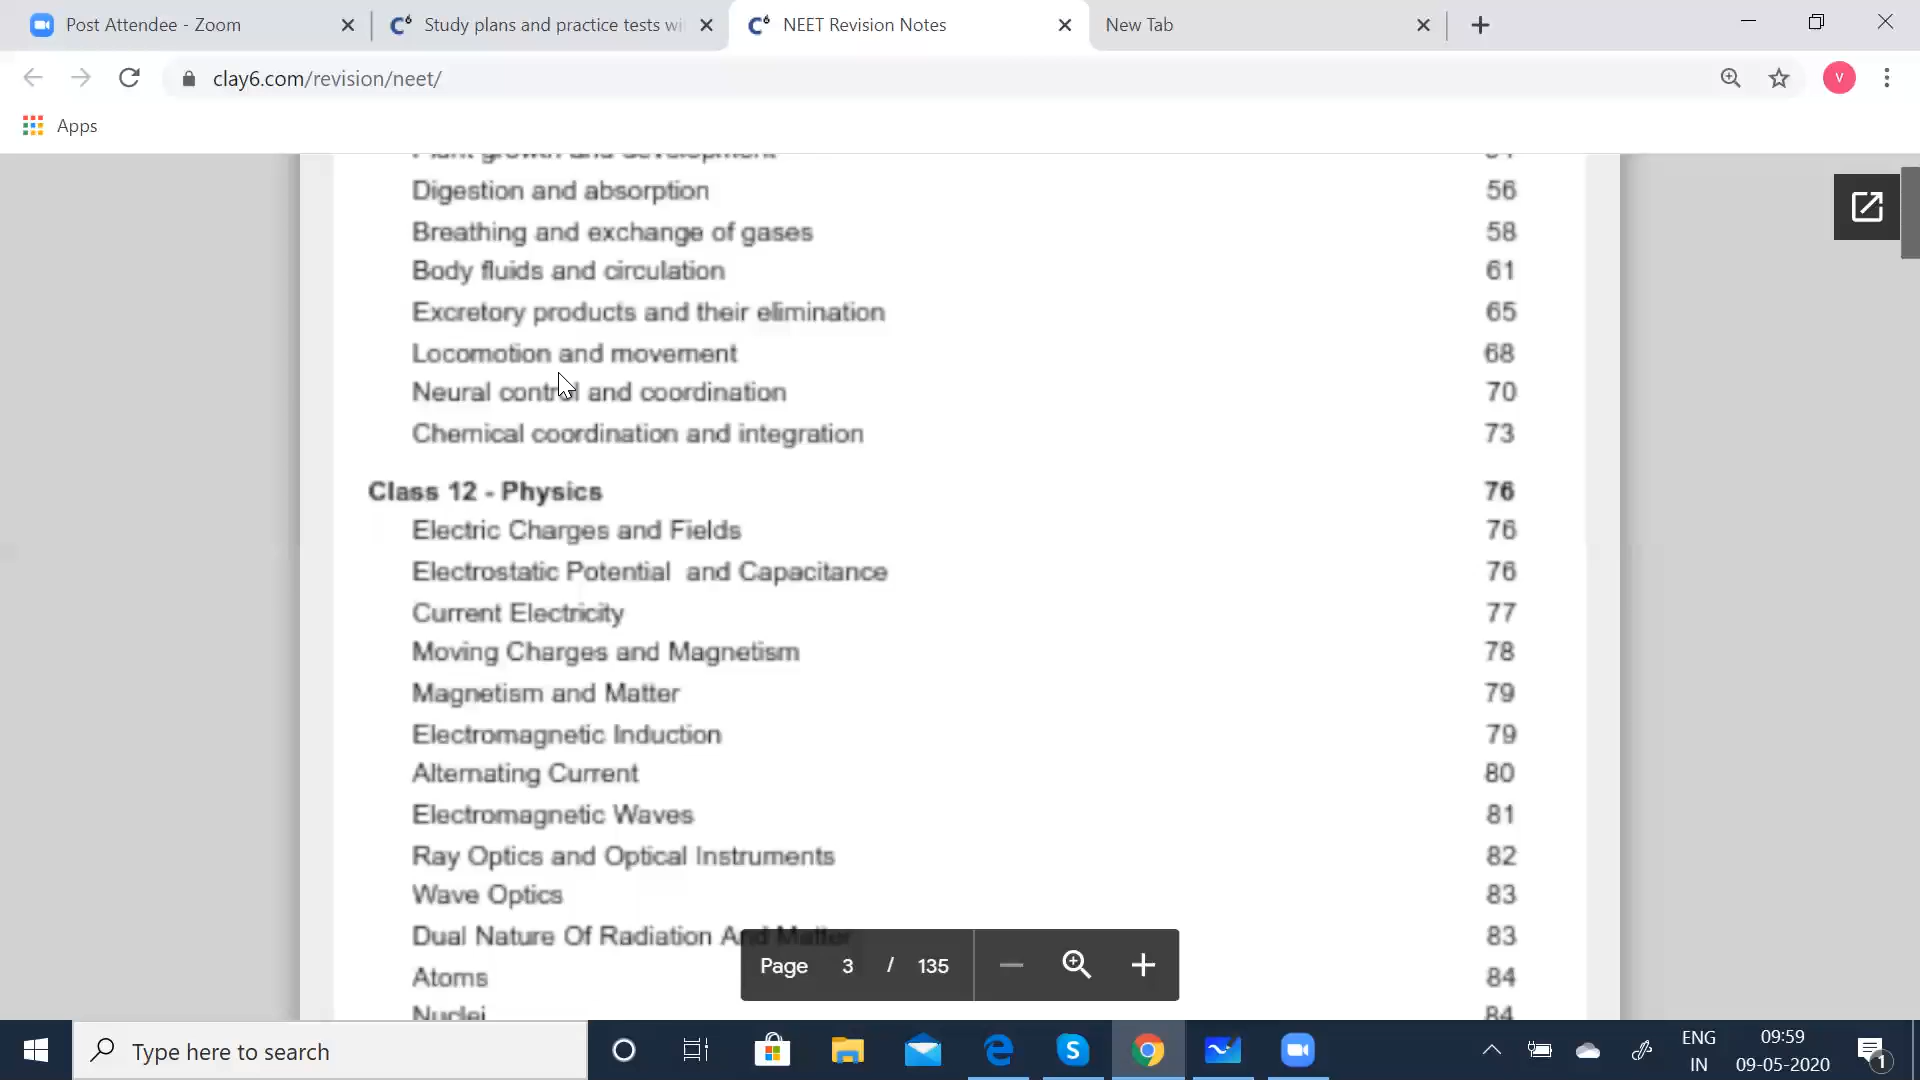 Post Attendee - Zoom
Study plans and practice tests wi
NEET Revision Notes
New Tab
clay6.com/revision/neet/
V
Apps
Plant growth and development
Digestion and absorption 56
Breathing and exchange of gases 58
Body fluids and circulation 61
Excretory products and their elimination 65
Locomotion and movement 68
Neural control and coordination 70
Chemical coordination and integration 73
Class 12 - Physics 76
Electric Charges and Fields 76
Electrostatic Potential and Capacitance 76
Current Electricity 77
Moving Charges and Magnetism 78
Magnetism and Matter 79
Electromagnetic Induction 79
Alternating Current 80
Electromagnetic Waves 81
Ray Optics and Optical Instruments 82
Wave Optics 83
Dual Nature Of Radiation And Matter 83
Atoms 84
Nuclei 84
Page 3 / 135
Type here to search
ENG
IN
09:59
09-05-2020
1